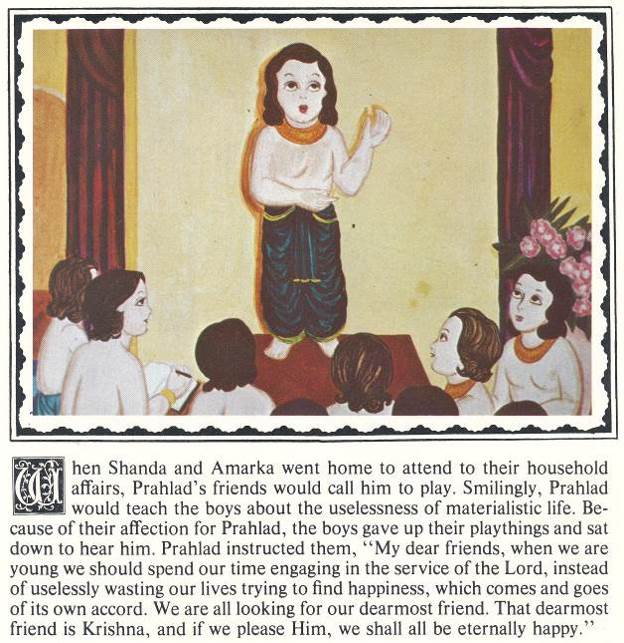 When Shanda and Amarka went home to attend to their household
affairs, Prahlad's friends would call him to play. Smilingly, Prahlad
would teach the boys about the uselessness of materialistic life. Be-
cause of their affection for Prahlad, the boys gave up their playthings and sat
down to hear him. Prahlad instructed them, “My dear friends, when we are
young we should spend our time engaging in the service of the Lord, instead
of uselessly wasting our lives trying to find happiness, which comes and goes
of its own accord. We are all looking for our dearmost friend. That dearmost
friend is Krishna, and if we please Him, we shall all be eternally happy.”